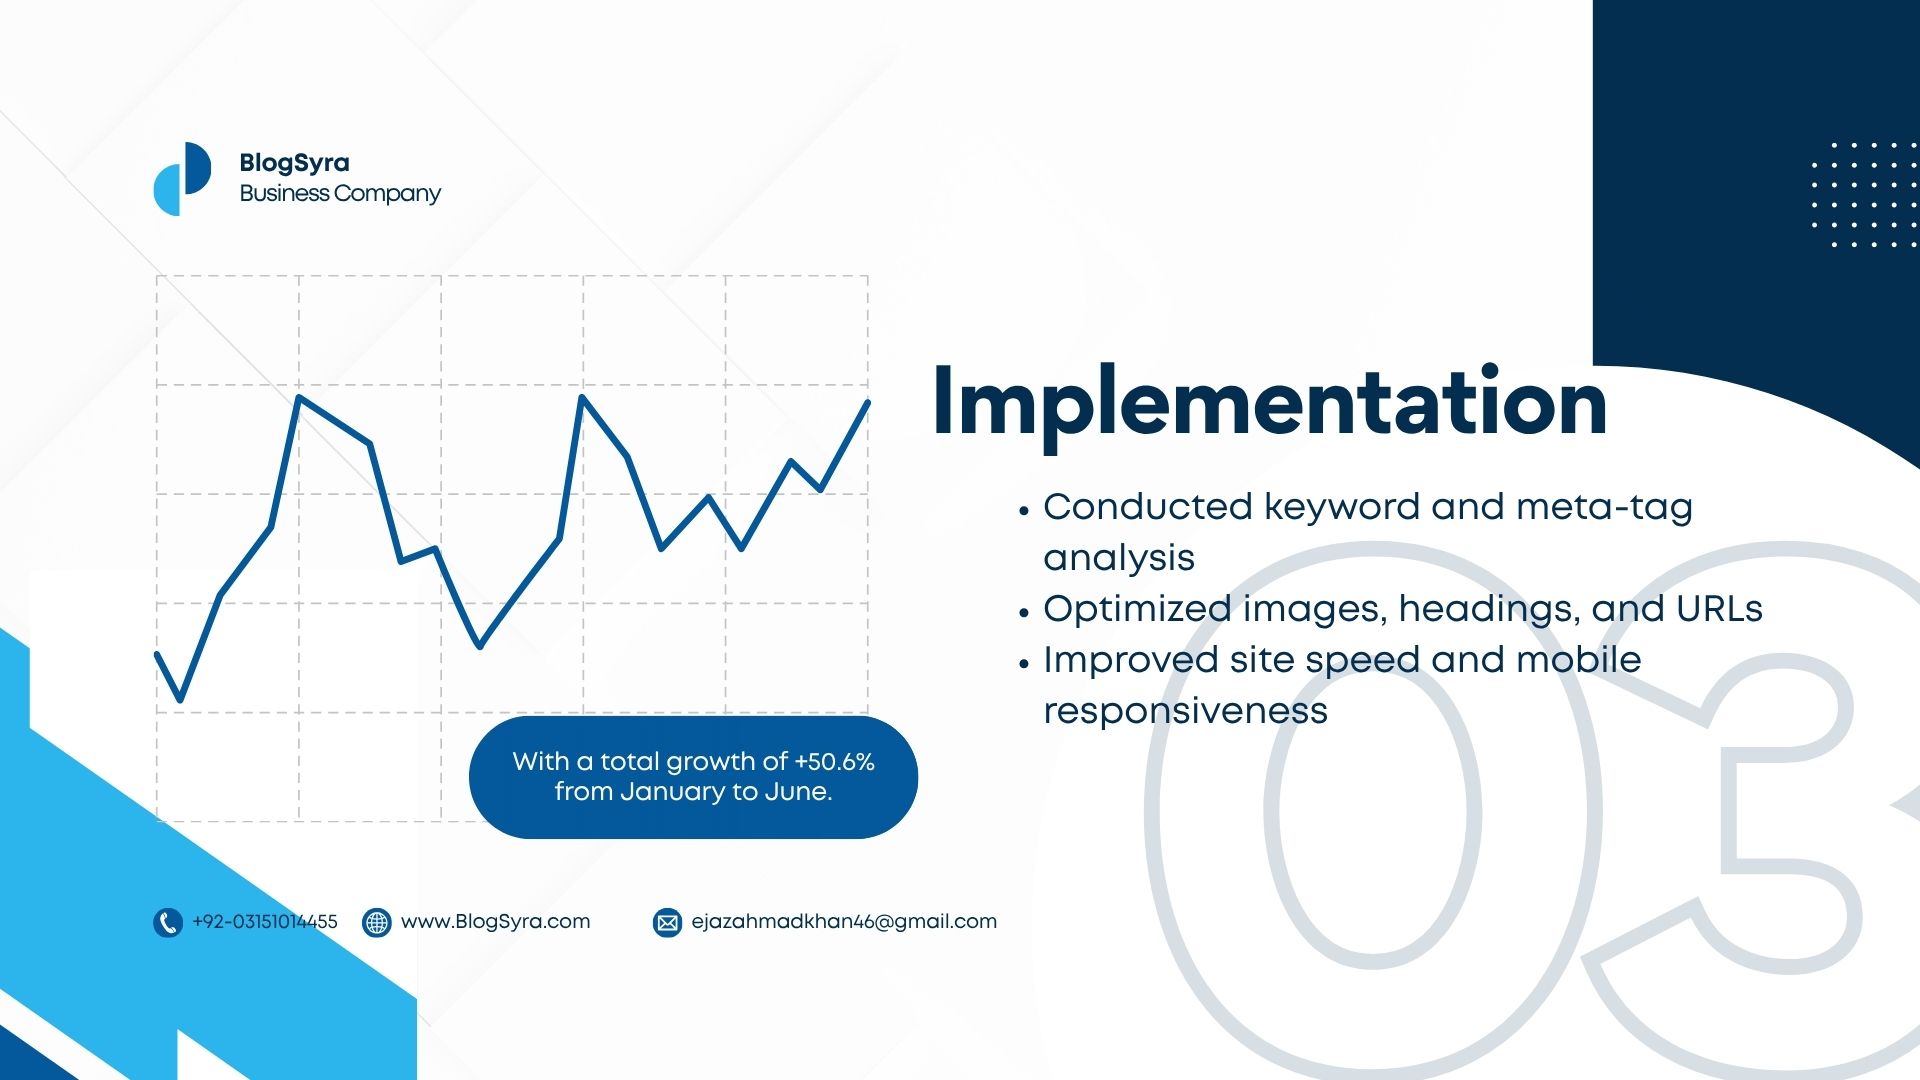 BlogSyra
Business Company
Implementation
• Conducted keyword and meta-tag
analysis
• Optimized images, headings, and URLs
• Improved site speed and mobile
responsiveness
With a total growth of +50.6%
from January to June.
03
+92-03151014455
www.BlogSyra.com
ejazahmadkhan46@gmail.com